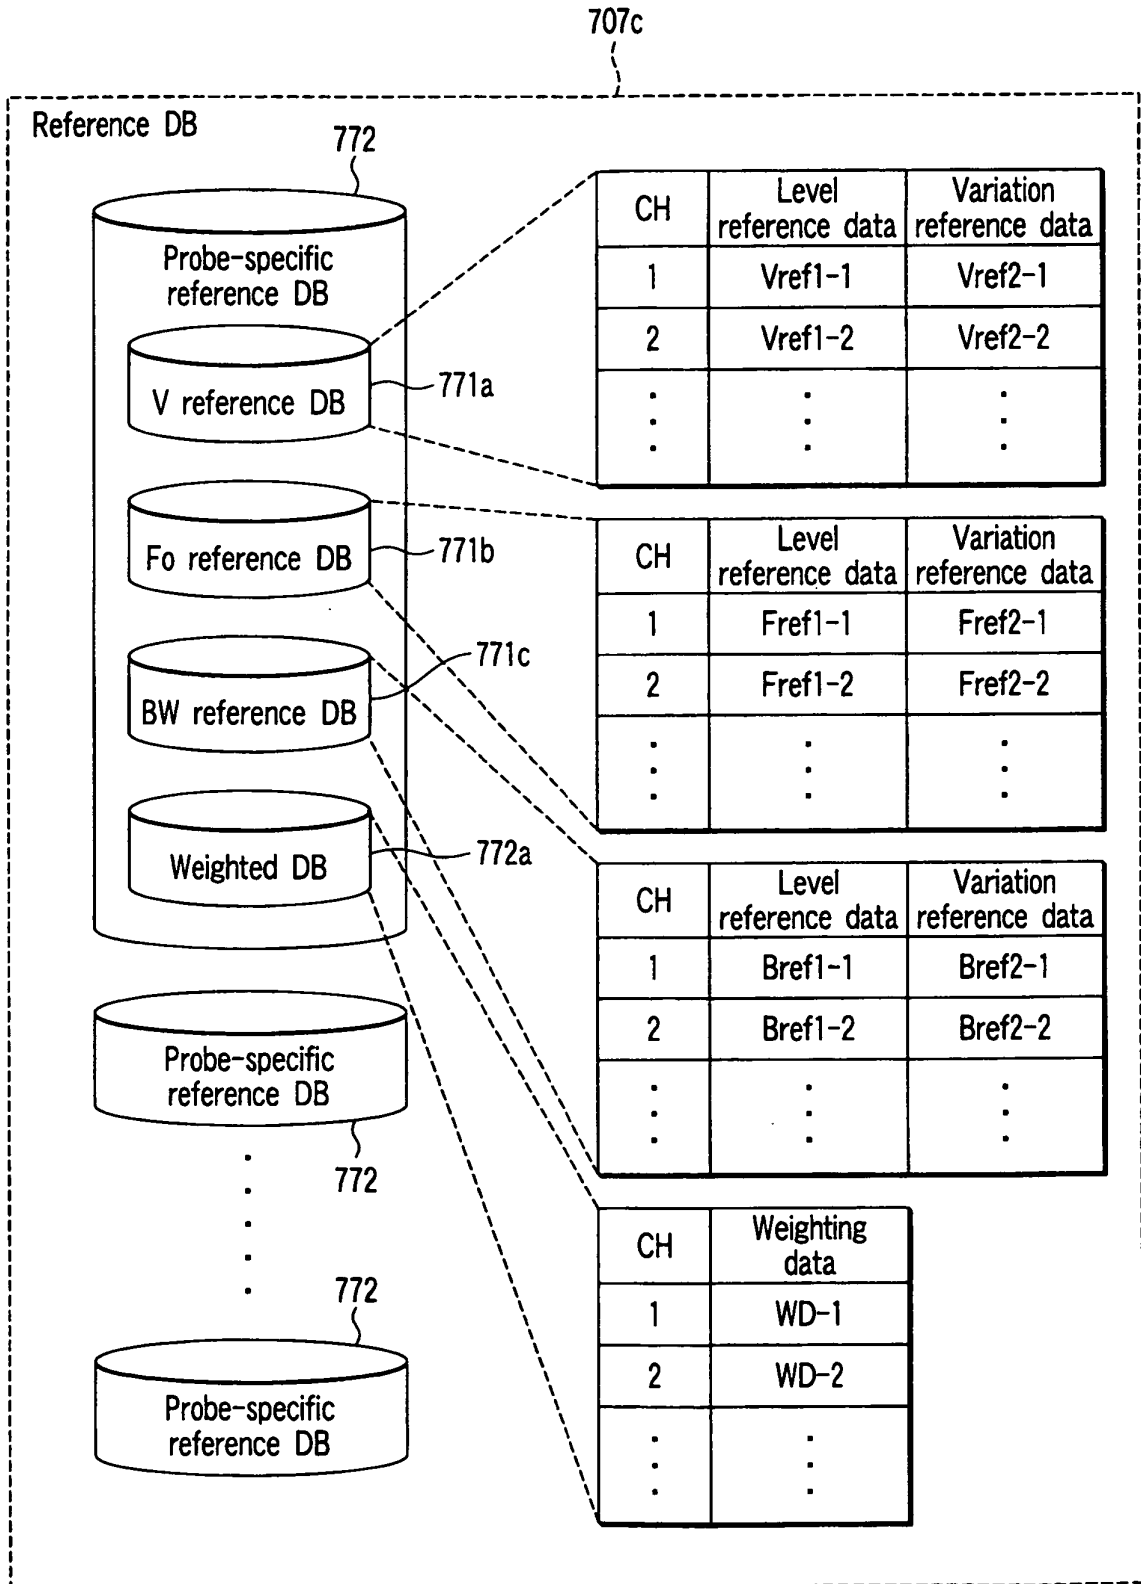 707c
Reference DB
772
Probe-specific
reference DB
V reference DB
771a
Fo reference DB
771b
BW reference DB
771c
Weighted DB
772a
Probe-specific
reference DB
772
772
Probe-specific
reference DB
CH Level reference data Variation reference data
1 Vref1-1 Vref2-1
2 Vref1-2 Vref2-2
CH Level reference data Variation reference data
1 Fref1-1 Fref2-1
2 Fref1-2 Fref2-2
CH Level reference data Variation reference data
1 Bref1-1 Bref2-1
2 Bref1-2 Bref2-2
CH Weighting data
1 WD-1
2 WD-2